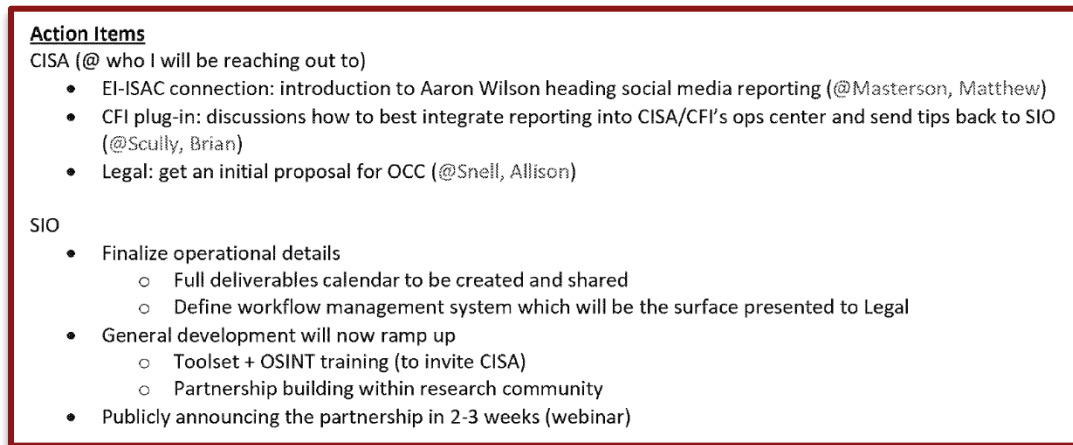 Action Items
CISA (@ who I will be reaching out to)
• EI-ISAC connection: introduction to Aaron Wilson heading social media reporting (@Masterson, Matthew)
• CFI plug-in: discussions how to best integrate reporting into CISA/CFI's ops center and send tips back to SIO
(@Scully, Brian)
• Legal: get an initial proposal for OCC (@Snell, Allison)
SIO
• Finalize operational details
o Full deliverables calendar to be created and shared
o Define workflow management system which will be the surface presented to Legal
• General development will now ramp up
o Toolset + OSINT training (to invite CISA)
o Partnership building within research community
• Publicly announcing the partnership in 2-3 weeks (webinar)